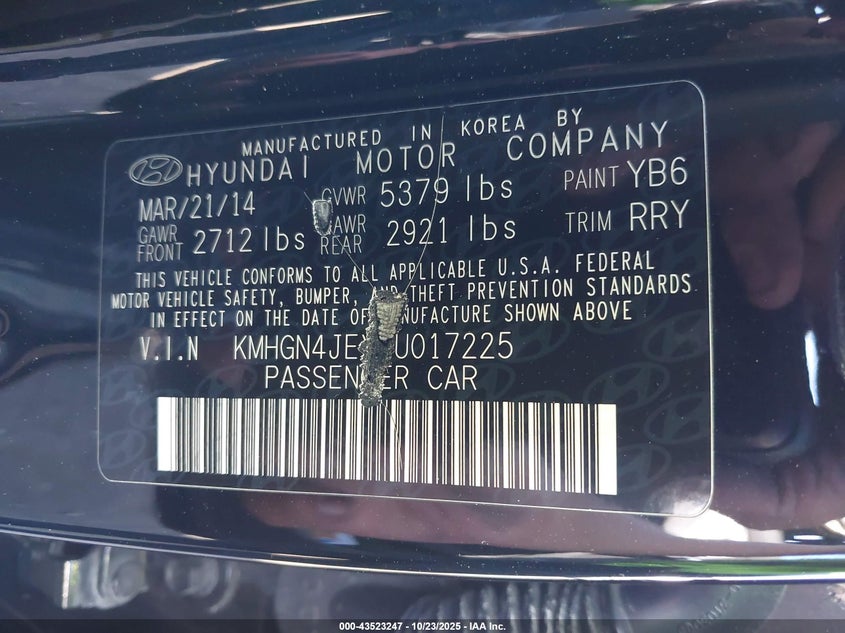 MANUFACTURED IN KOREA BY
HYUNDAI MOTOR COMPANY
MAR/21/14 GVWR 5379 lbs PAINT YB6
GAWR FRONT 2712 lbs GAWR REAR 2921 lbs TRIM RRY
THIS VEHICLE CONFORMS TO ALL APPLICABLE U.S.A. FEDERAL
MOTOR VEHICLE SAFETY, BUMPER, AND THEFT PREVENTION STANDARDS
IN EFFECT ON THE DATE OF MANUFACTURE SHOWN ABOVE
V.I.N KMHGN4JE U017225
PASSENGER CAR
000-43523247 - 10/23/2025 - IAA Inc.